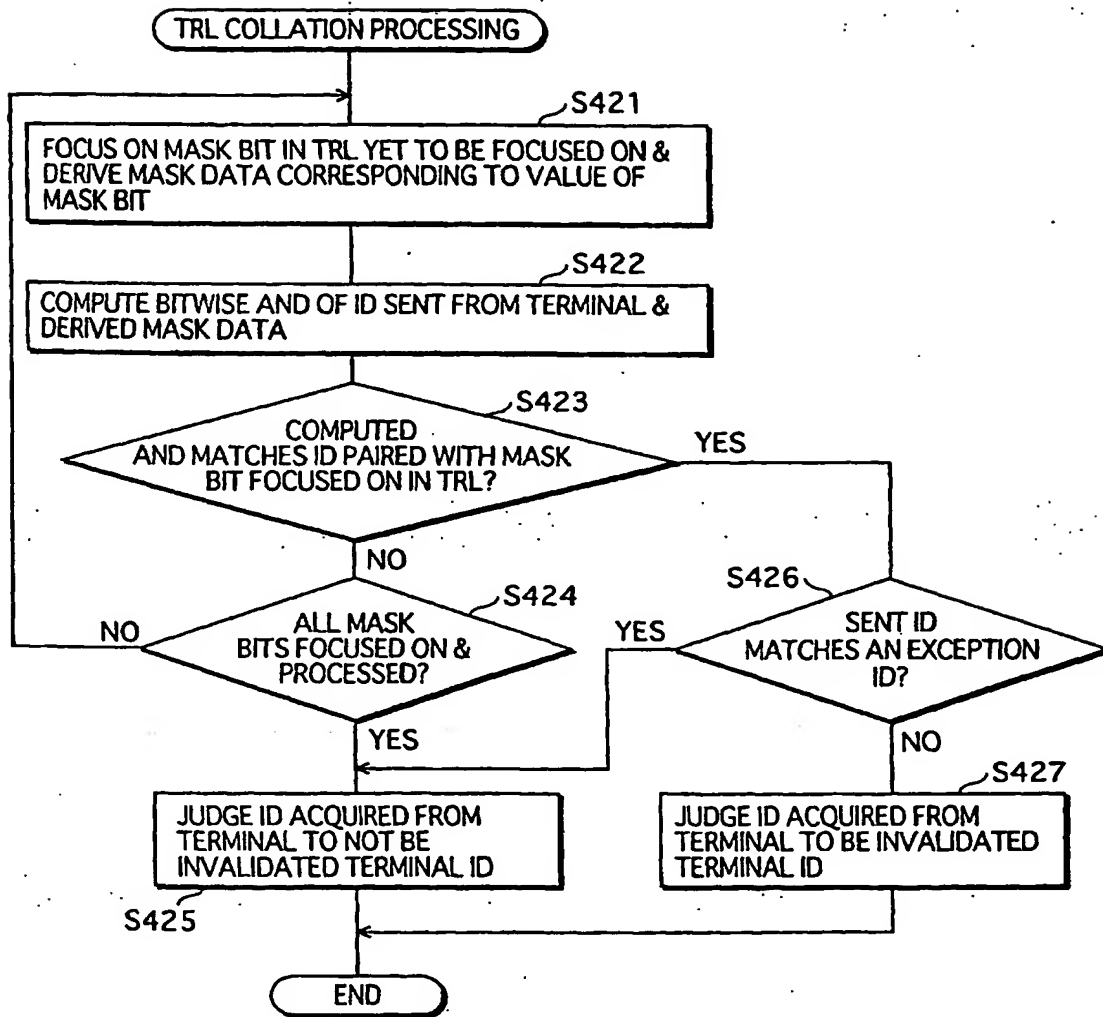 TRL COLLATION PROCESSING
S421
FOCUS ON MASK BIT IN TRL YET TO BE FOCUSED ON &
DERIVE MASK DATA CORRESPONDING TO VALUE OF
MASK BIT
S422
COMPUTE BITWISE AND OF ID SENT FROM TERMINAL &
DERIVED MASK DATA
S423
COMPUTED
AND MATCHES ID PAIRED WITH MASK
BIT FOCUSED ON IN TRL?
YES
NO
S424
ALL MASK
BITS FOCUSED ON &
PROCESSED?
NO
YES
S426
SENT ID
MATCHES AN EXCEPTION
ID?
YES
NO
JUDGE ID ACQUIRED FROM
TERMINAL TO NOT BE
INVALIDATED TERMINAL ID
S425
S427
JUDGE ID ACQUIRED FROM
TERMINAL TO BE INVALIDATED
TERMINAL ID
END